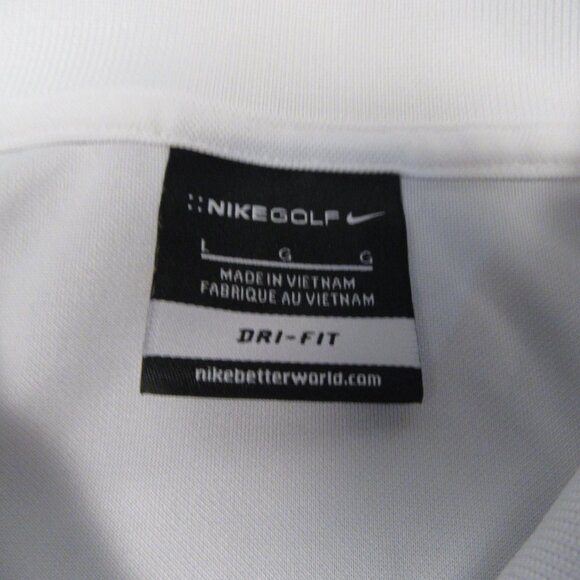 NIKEGOLF
L G G
MADE IN VIETNAM
FABRIQUE AU VIETNAM
DRI-FIT
nikebetterworld.com